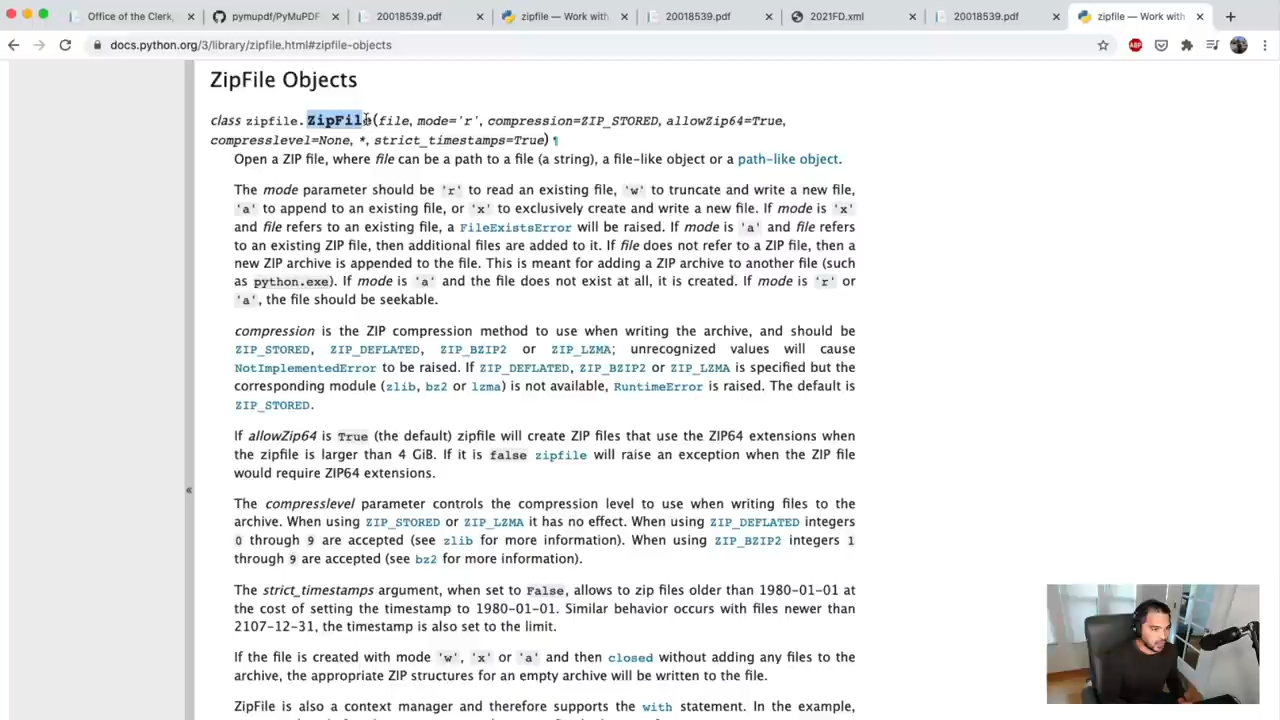 Office of the Clerk,
pymupdf/PyMuPDF
20018539.pdf
zipfile — Work with
20018539.pdf
2021FD.xml
20018539.pdf
zipfile — Work with
docs.python.org/3/library/zipfile.html#zipfile-objects
ABP
ZipFile Objects
class zipfile.ZipFile(file, mode='r', compression=ZIP_STORED, allowZip64=True,
compresslevel=None, *, strict_timestamps=True)¶
Open a ZIP file, where file can be a path to a file (a string), a file-like object or a path-like object.
The mode parameter should be 'r' to read an existing file, 'w' to truncate and write a new file,
'a' to append to an existing file, or 'x' to exclusively create and write a new file. If mode is 'x'
and file refers to an existing file, a FileExistsError will be raised. If mode is 'a' and file refers
to an existing ZIP file, then additional files are added to it. If file does not refer to a ZIP file, then a
new ZIP archive is appended to the file. This is meant for adding a ZIP archive to another file (such
as python.exe). If mode is 'a' and the file does not exist at all, it is created. If mode is 'r' or
'a', the file should be seekable.
compression is the ZIP compression method to use when writing the archive, and should be
ZIP_STORED, ZIP_DEFLATED, ZIP_BZIP2 or ZIP_LZMA; unrecognized values will cause
NotImplementedError to be raised. If ZIP_DEFLATED, ZIP_BZIP2 or ZIP_LZMA is specified but the
corresponding module (zlib, bz2 or lzma) is not available, RuntimeError is raised. The default is
ZIP_STORED.
If allowZip64 is True (the default) zipfile will create ZIP files that use the ZIP64 extensions when
the zipfile is larger than 4 GiB. If it is false zipfile will raise an exception when the ZIP file
would require ZIP64 extensions.
The compresslevel parameter controls the compression level to use when writing files to the
archive. When using ZIP_STORED or ZIP_LZMA it has no effect. When using ZIP_DEFLATED integers
0 through 9 are accepted (see zlib for more information). When using ZIP_BZIP2 integers 1
through 9 are accepted (see bz2 for more information).
The strict_timestamps argument, when set to False, allows to zip files older than 1980-01-01 at
the cost of setting the timestamp to 1980-01-01. Similar behavior occurs with files newer than
2107-12-31, the timestamp is also set to the limit.
If the file is created with mode 'w', 'x' or 'a' and then closed without adding any files to the
archive, the appropriate ZIP structures for an empty archive will be written to the file.
ZipFile is also a context manager and therefore supports the with statement. In the example,